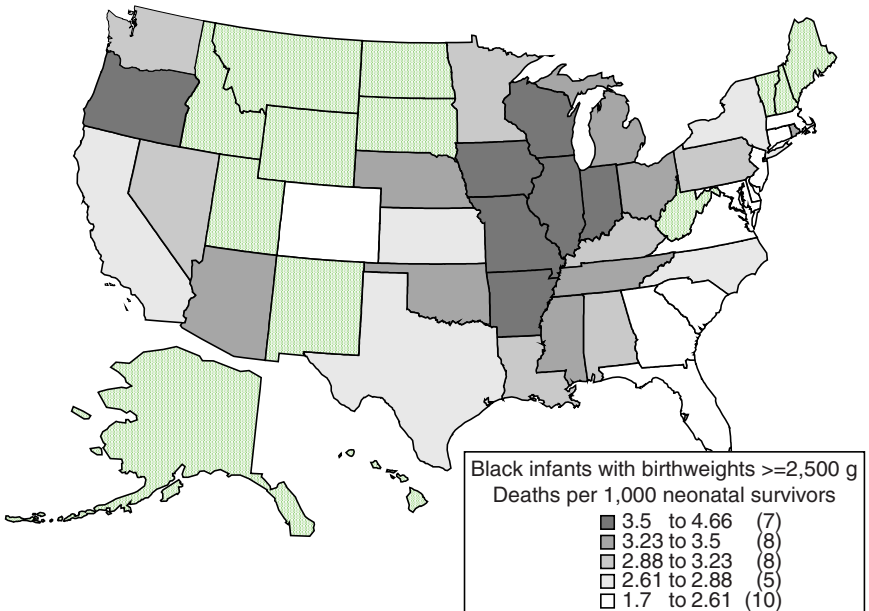 Black infants with birthweights >=2,500 g
Deaths per 1,000 neonatal survivors
3.5 to 4.66 (7)
3.23 to 3.5 (8)
2.88 to 3.23 (8)
2.61 to 2.88 (5)
1.7 to 2.61 (10)